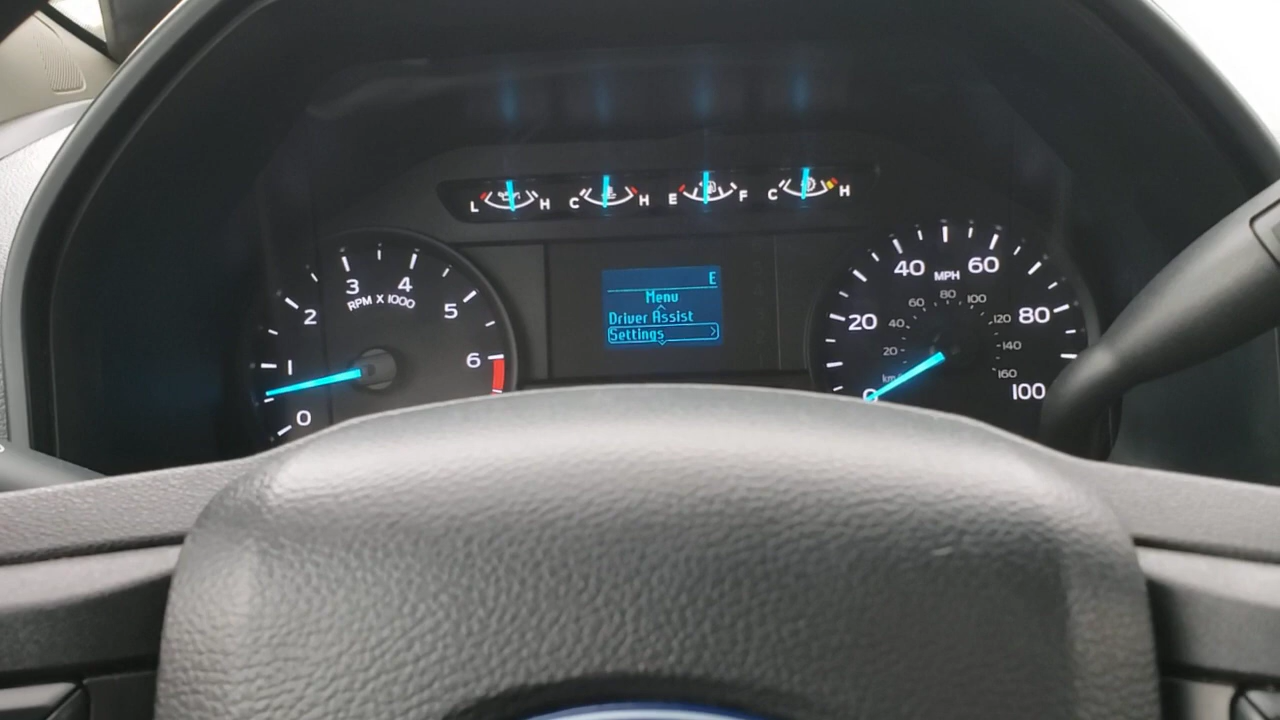 L H C H E F C H
E
Menu
Driver Assist
Settings
0 1 2 3 4 5 6
RPM X 1000
0 20 40 60 80 100
MPH
20 40 60 80 100 120 140 160